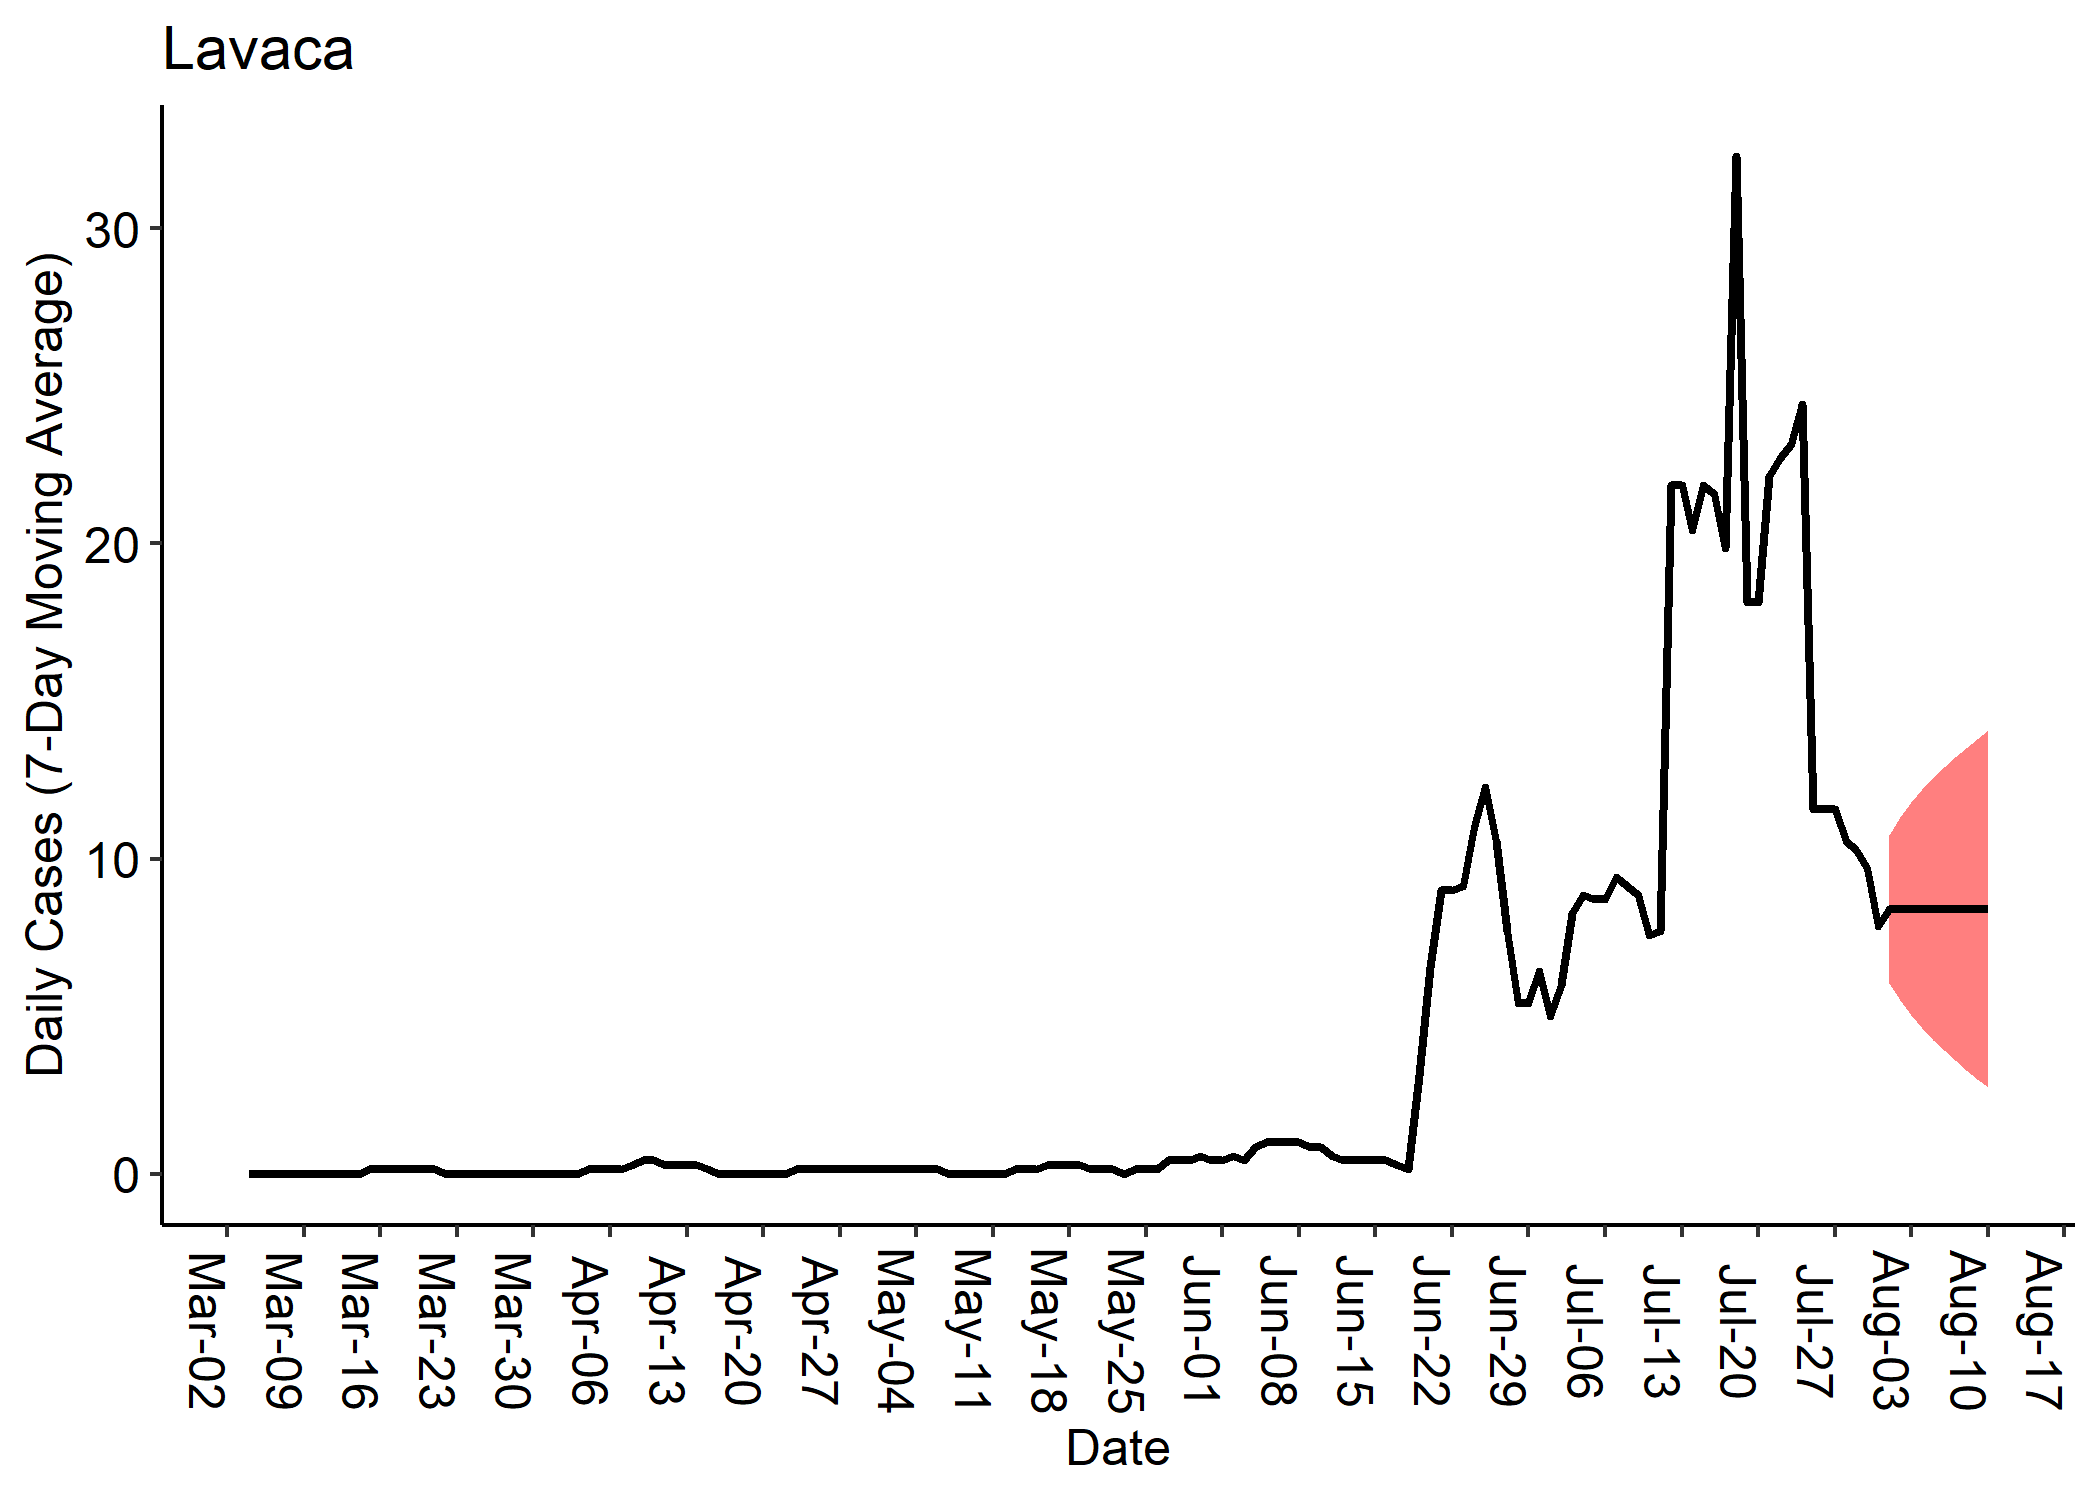 Lavaca
Daily Cases (7-Day Moving Average)
30
20
10
0
Mar-02
Mar-09
Mar-16
Mar-23
Mar-30
Apr-06
Apr-13
Apr-20
Apr-27
May-04
May-11
May-18
May-25
Jun-01
Jun-08
Jun-15
Jun-22
Jun-29
Jul-06
Jul-13
Jul-20
Jul-27
Aug-03
Aug-10
Aug-17
Date